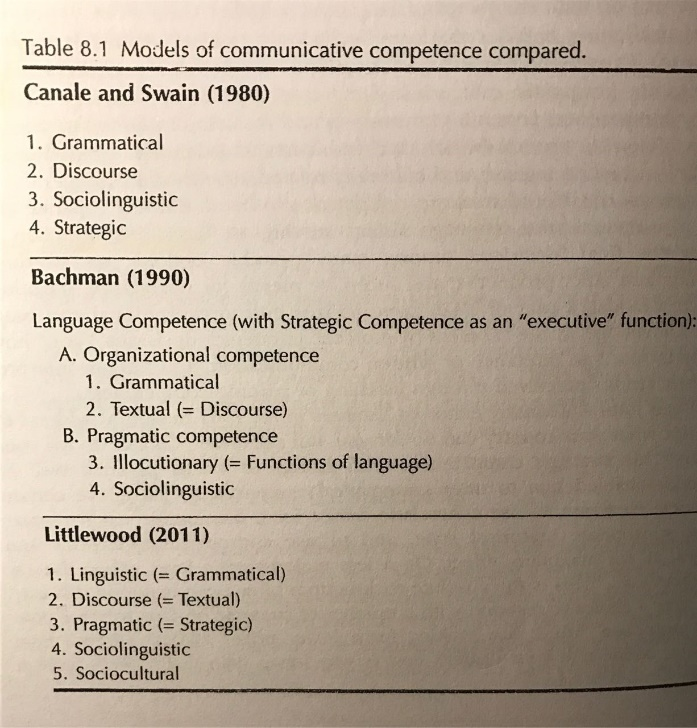 Table 8.1 Models of communicative competence compared.
Canale and Swain (1980)
1. Grammatical
2. Discourse
3. Sociolinguistic
4. Strategic
Bachman (1990)
Language Competence (with Strategic Competence as an “executive” function):
A. Organizational competence
1. Grammatical
2. Textual (= Discourse)
B. Pragmatic competence
3. Illocutionary (= Functions of language)
4. Sociolinguistic
Littlewood (2011)
1. Linguistic (= Grammatical)
2. Discourse (= Textual)
3. Pragmatic (= Strategic)
4. Sociolinguistic
5. Sociocultural